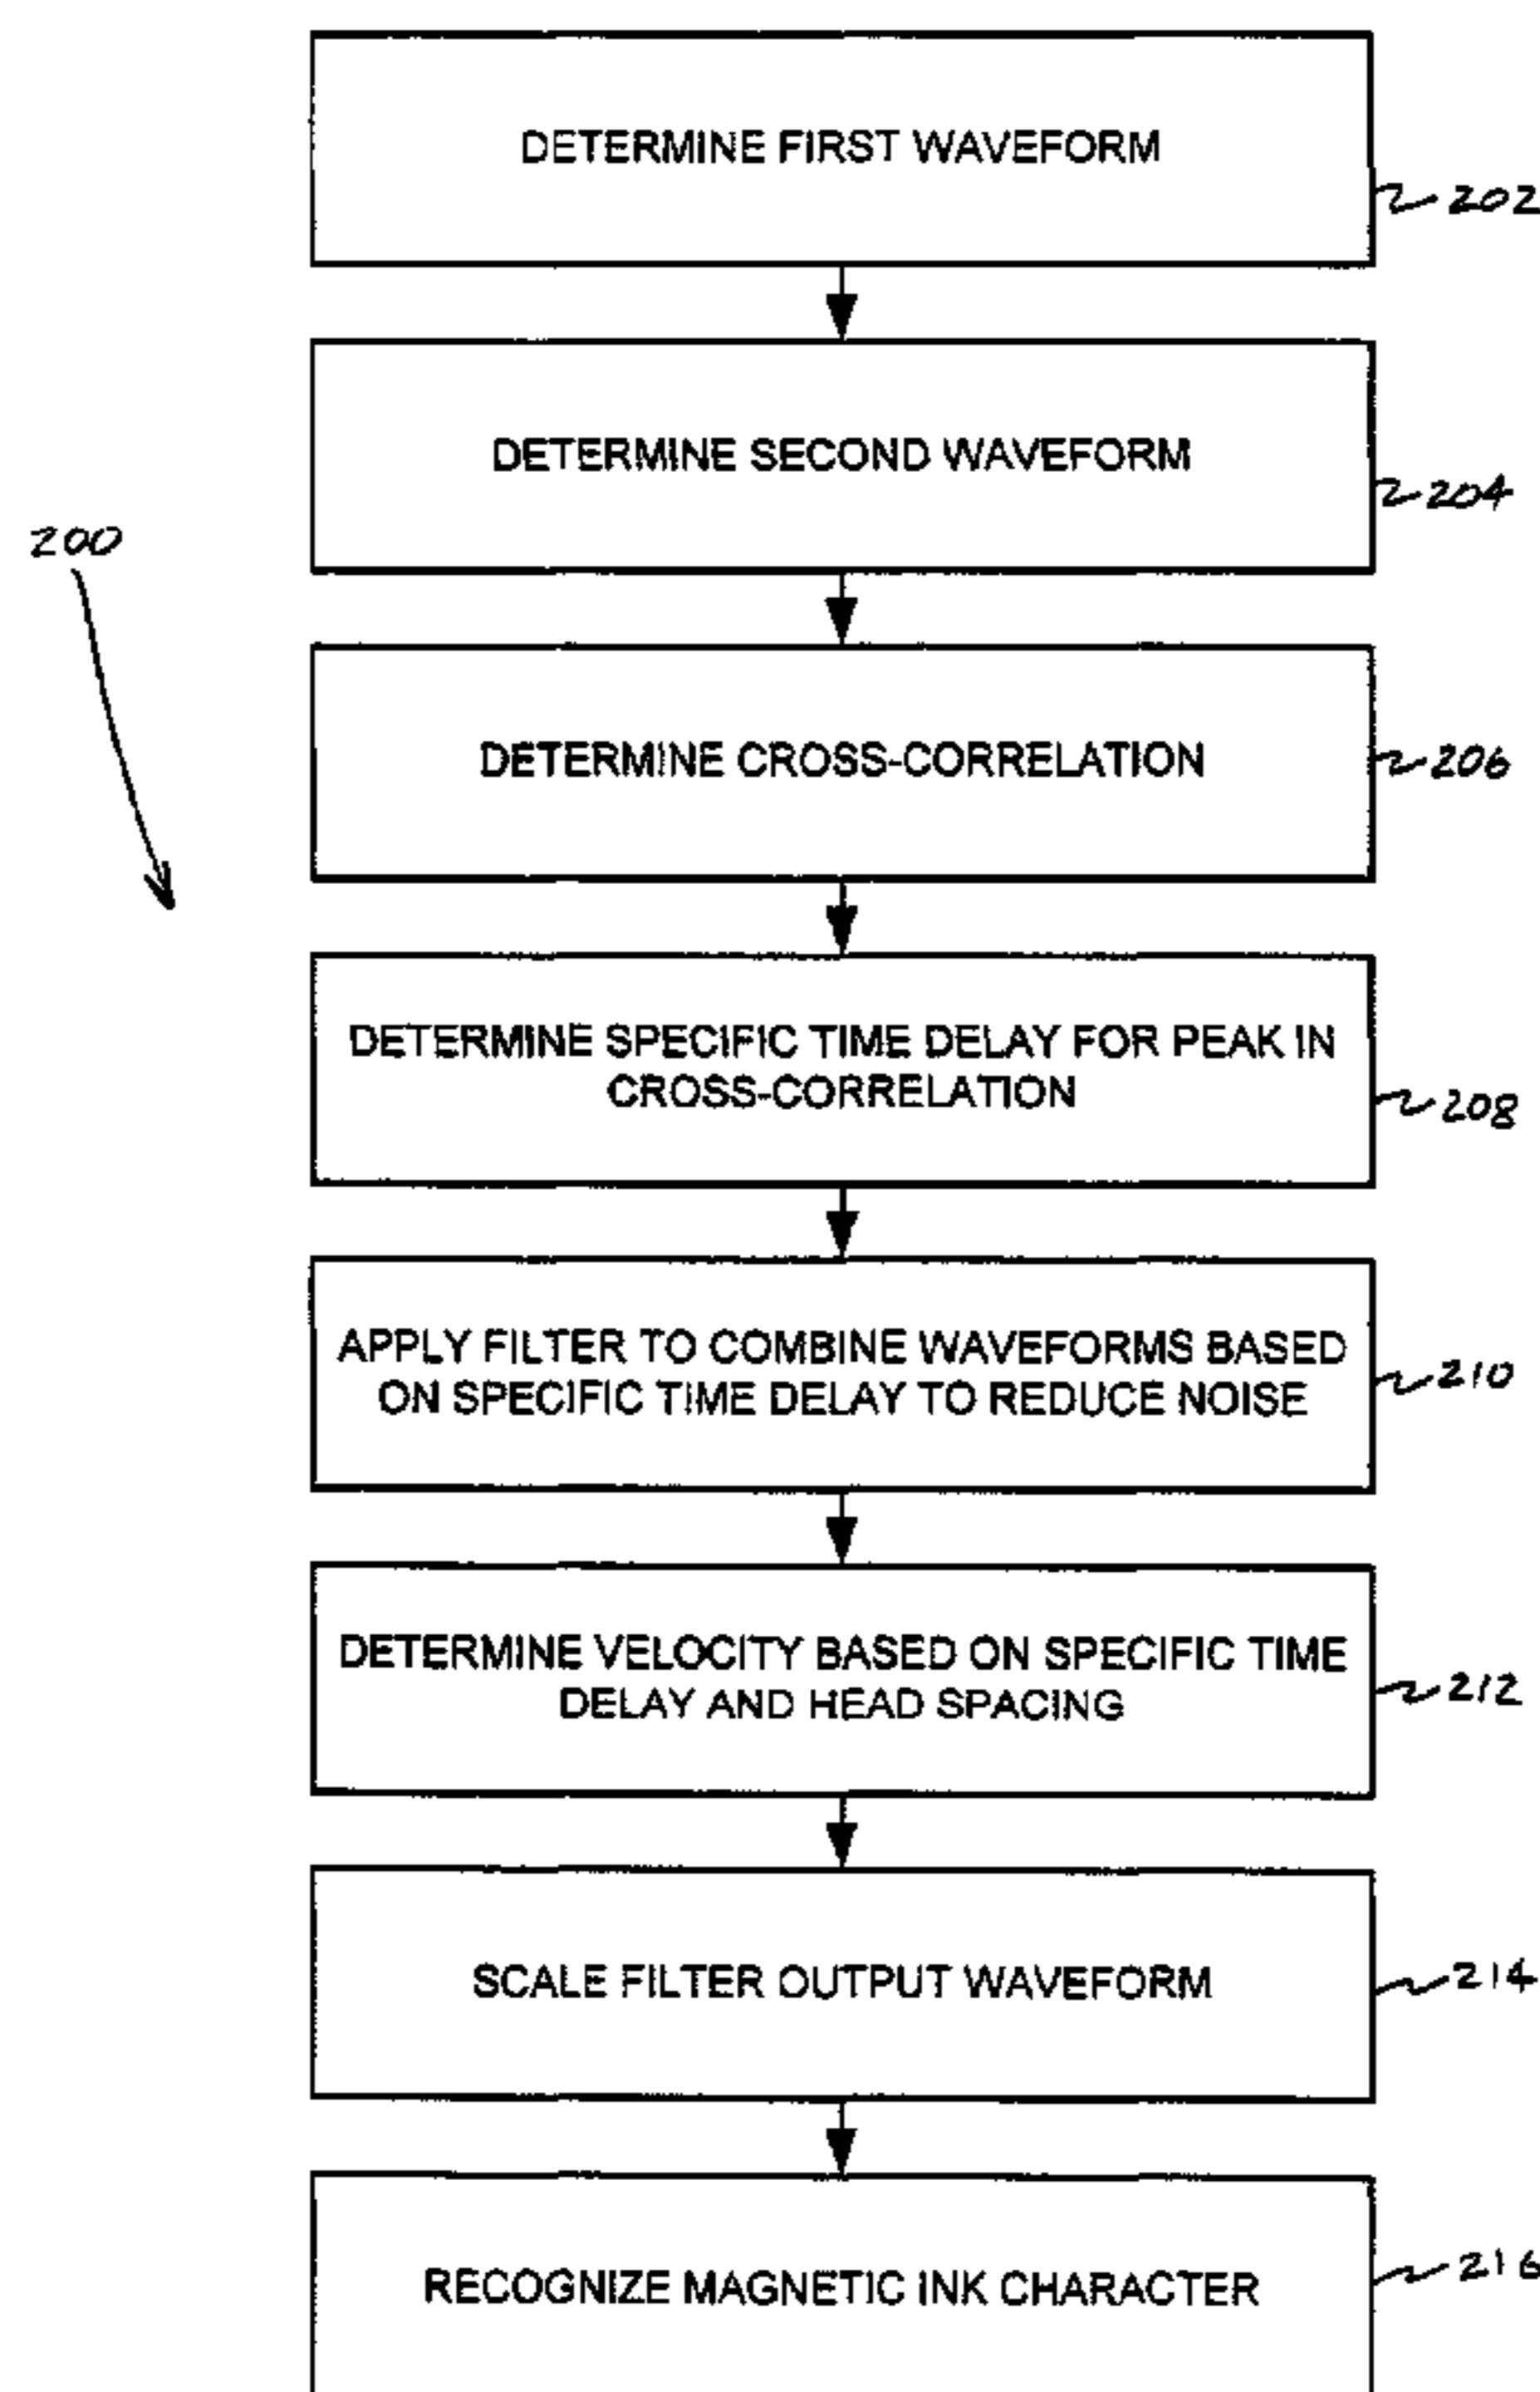 DETERMINE FIRST WAVEFORM
202
DETERMINE SECOND WAVEFORM
204
200
DETERMINE CROSS-CORRELATION
206
DETERMINE SPECIFIC TIME DELAY FOR PEAK IN
CROSS-CORRELATION
208
APPLY FILTER TO COMBINE WAVEFORMS BASED
ON SPECIFIC TIME DELAY TO REDUCE NOISE
210
DETERMINE VELOCITY BASED ON SPECIFIC TIME
DELAY AND HEAD SPACING
212
SCALE FILTER OUTPUT WAVEFORM
214
RECOGNIZE MAGNETIC INK CHARACTER
216